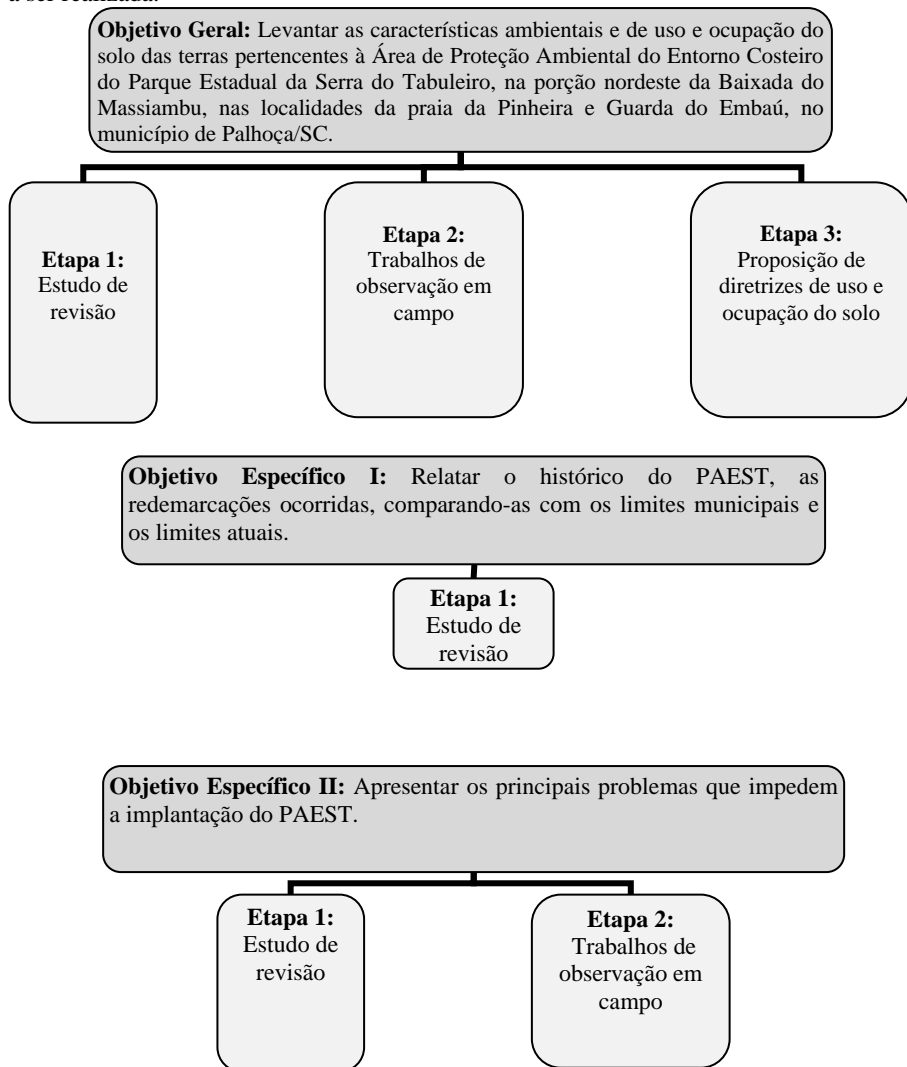 a ser realizada.
Objetivo Geral: Levantar as características ambientais e de uso e ocupação do
solo das terras pertencentes à Área de Proteção Ambiental do Entorno Costeiro
do Parque Estadual da Serra do Tabuleiro, na porção nordeste da Baixada do
Massiambu, nas localidades da praia da Pinheira e Guarda do Embaú, no
município de Palhoça/SC.
Etapa 1:
Estudo de
revisão
Etapa 2:
Trabalhos de
observação em
campo
Etapa 3:
Proposição de
diretrizes de uso e
ocupação do solo
Objetivo Específico I: Relatar o histórico do PAEST, as
redemarcações ocorridas, comparando-as com os limites municipais e
os limites atuais.
Etapa 1:
Estudo de
revisão
Objetivo Específico II: Apresentar os principais problemas que impedem
a implantação do PAEST.
Etapa 1:
Estudo de
revisão
Etapa 2:
Trabalhos de
observação em
campo